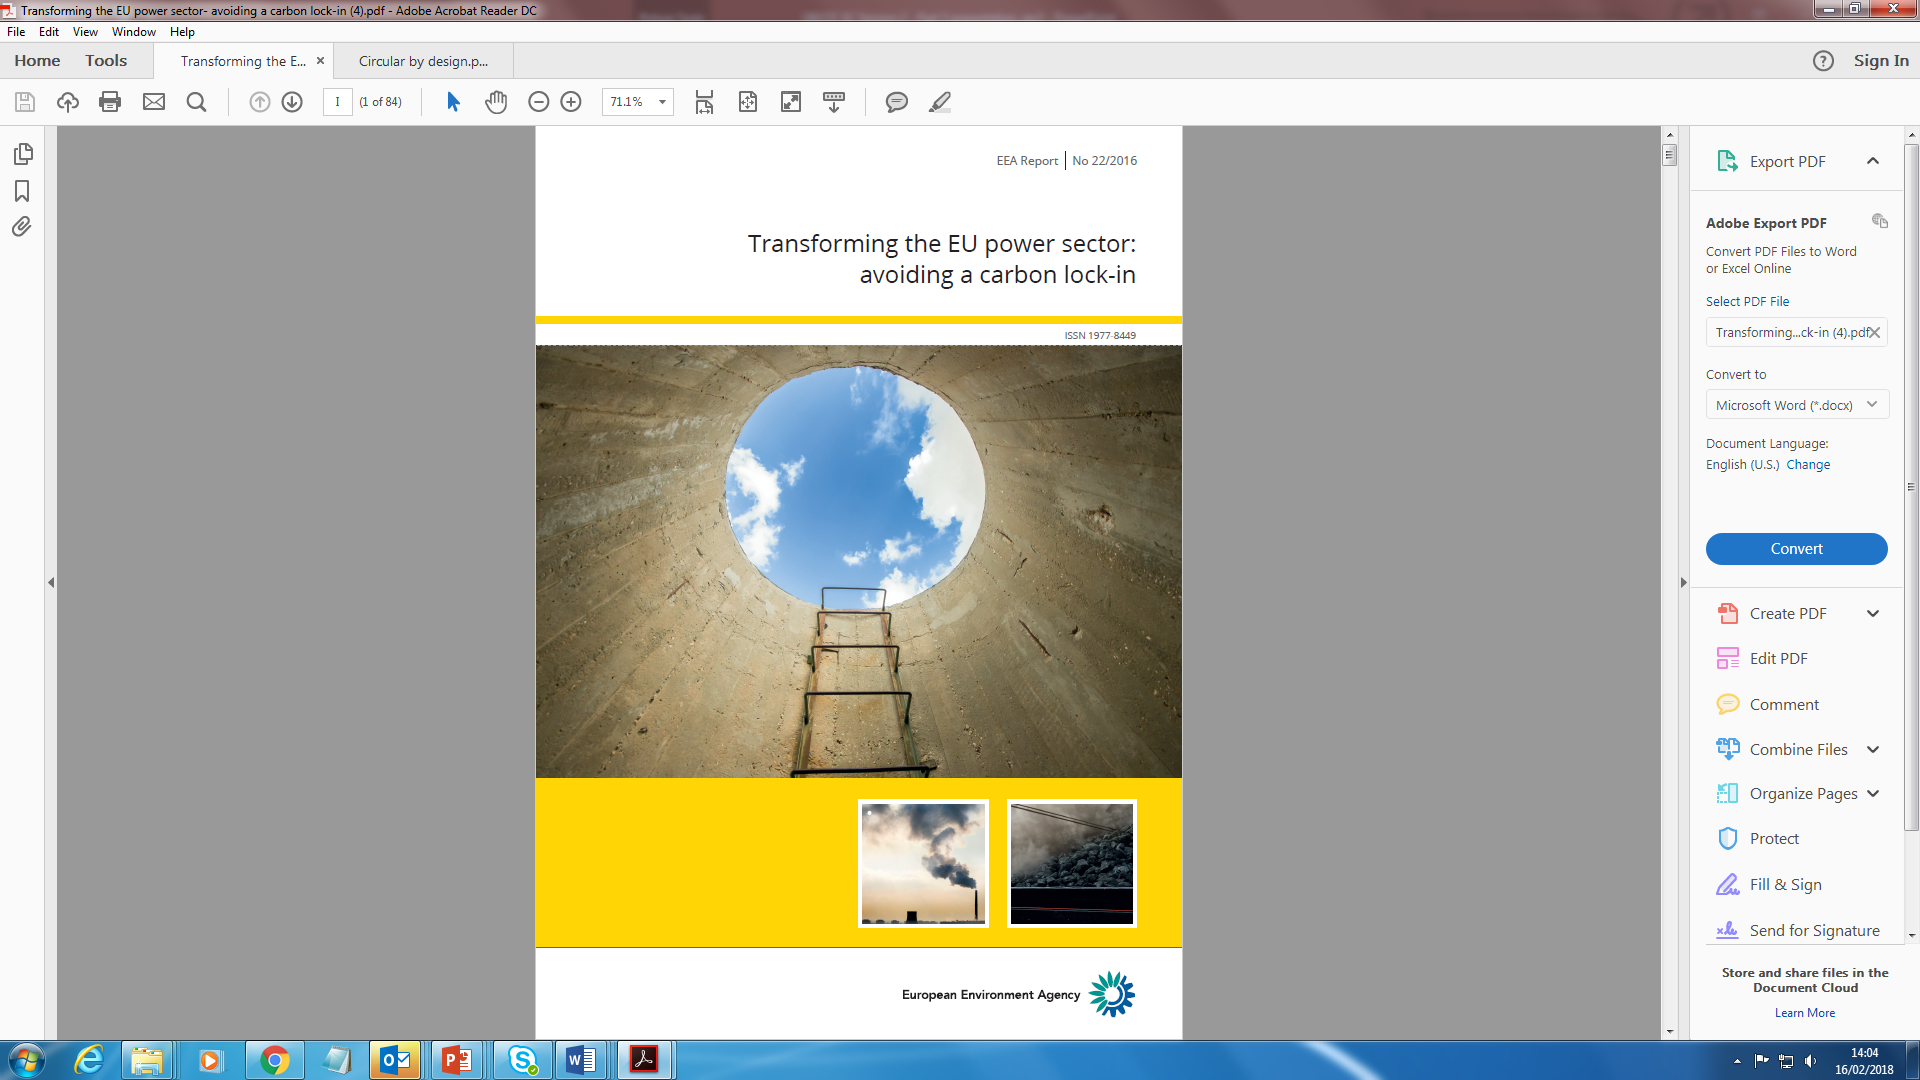 Transforming the EU power sector- avoiding a carbon lock-in (4).pdf - Adobe Acrobat Reader DC
File Edit View Window Help
Home Tools Transforming the E... × Circular by design.p... ? Sign In
I (1 of 84) 71.1%
EEA Report No 22/2016
Transforming the EU power sector:
avoiding a carbon lock-in
ISSN 1977-8449
European Environment Agency
Export PDF
Adobe Export PDF
Convert PDF Files to Word
or Excel Online
Select PDF File
Transforming...ck-in (4).pdf
Convert to
Microsoft Word (*.docx)
Document Language:
English (U.S.) Change
Convert
Create PDF
Edit PDF
Comment
Combine Files
Organize Pages
Protect
Fill & Sign
Send for Signature
Store and share files in the
Document Cloud
Learn More
14:04
16/02/2018